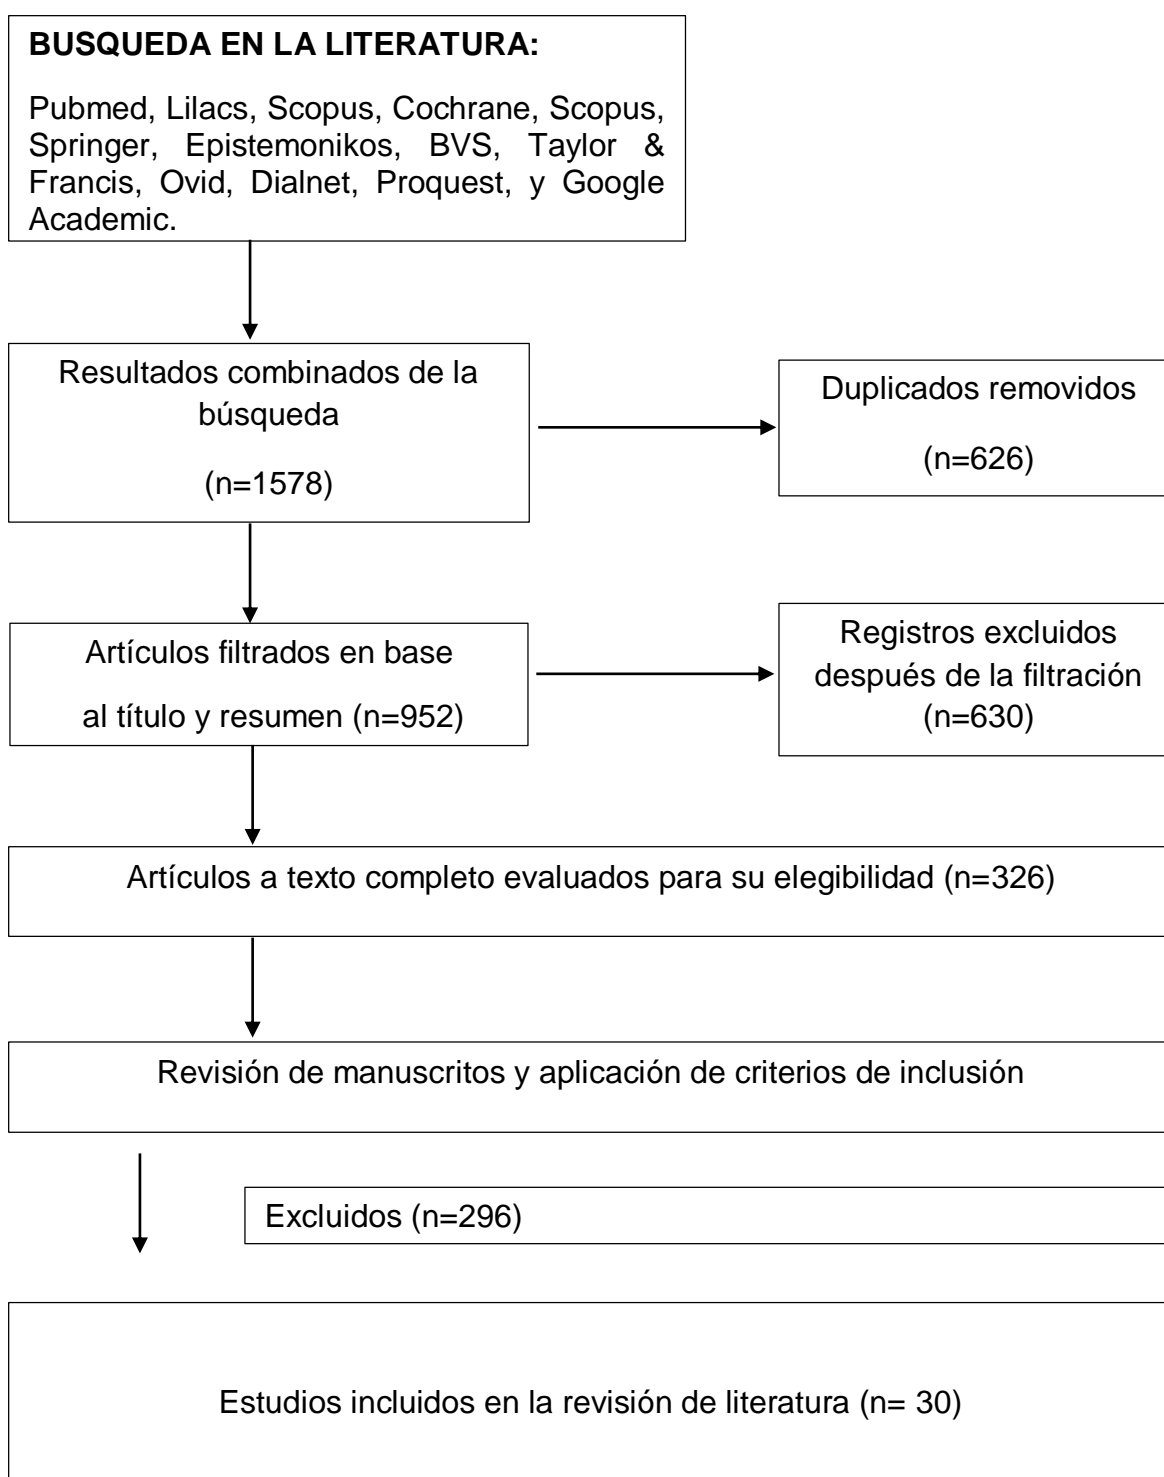 BUSQUEDA EN LA LITERATURA:
Pubmed, Lilacs, Scopus, Cochrane, Scopus,
Springer, Epistemonikos, BVS, Taylor &
Francis, Ovid, Dialnet, Proquest, y Google
Academic.
Resultados combinados de la
búsqueda
(n=1578)
Duplicados removidos
(n=626)
Artículos filtrados en base
al título y resumen (n=952)
Registros excluidos
después de la filtración
(n=630)
Artículos a texto completo evaluados para su elegibilidad (n=326)
Revisión de manuscritos y aplicación de criterios de inclusión
Excluidos (n=296)
Estudios incluidos en la revisión de literatura (n= 30)